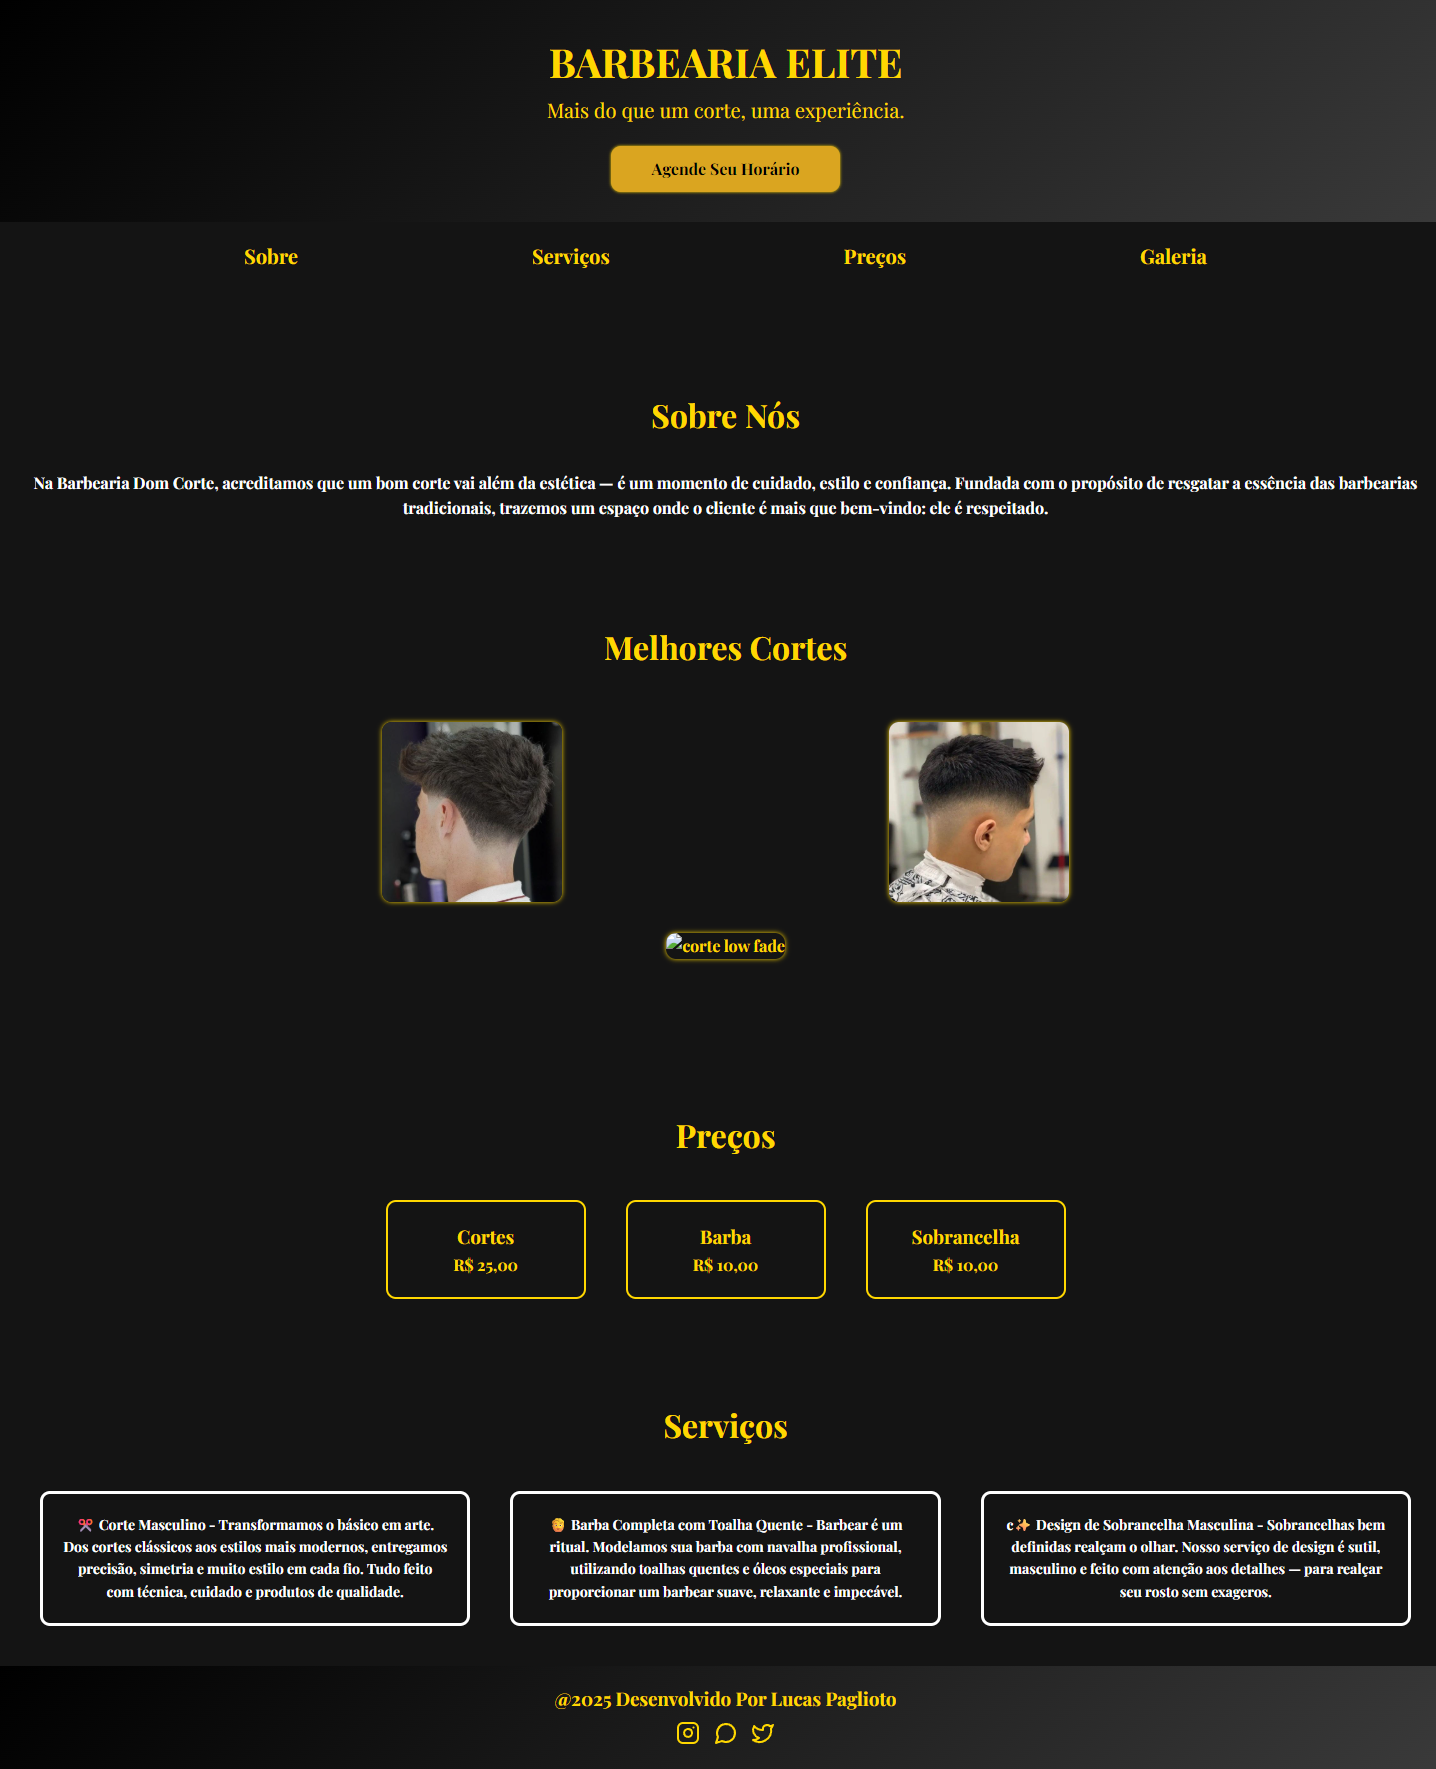 BARBEARIA ELITE
Mais do que um corte, uma experiência.
Agende Seu Horário
Sobre
Serviços
Preços
Galeria
Sobre Nós
Na Barbearia Dom Corte, acreditamos que um bom corte vai além da estética — é um momento de cuidado, estilo e confiança. Fundada com o propósito de resgatar a essência das barbearias
tradicionais, trazemos um espaço onde o cliente é mais que bem-vindo: ele é respeitado.
Melhores Cortes
corte low fade
Preços
Cortes
R$ 25,00
Barba
R$ 10,00
Sobrancelha
R$ 10,00
Serviços
✂️ Corte Masculino - Transformamos o básico em arte.
Dos cortes clássicos aos estilos mais modernos, entregamos
precisão, simetria e muito estilo em cada fio. Tudo feito
com técnica, cuidado e produtos de qualidade.
🧔 Barba Completa com Toalha Quente - Barbear é um
ritual. Modelamos sua barba com navalha profissional,
utilizando toalhas quentes e óleos especiais para
proporcionar um barbear suave, relaxante e impecável.
c✨ Design de Sobrancelha Masculina - Sobrancelhas bem
definidas realçam o olhar. Nosso serviço de design é sutil,
masculino e feito com atenção aos detalhes — para realçar
seu rosto sem exageros.
@2025 Desenvolvido Por Lucas Paglioto